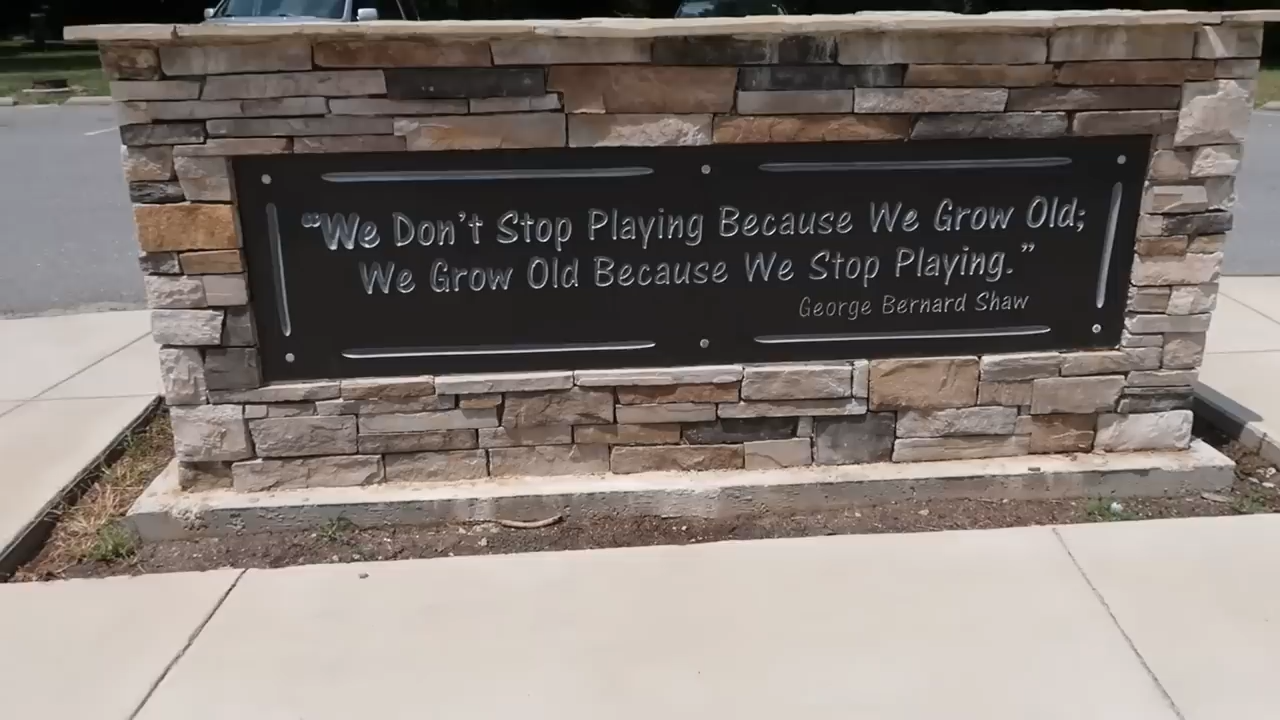 “We Don’t Stop Playing Because We Grow Old;
We Grow Old Because We Stop Playing.”
George Bernard Shaw